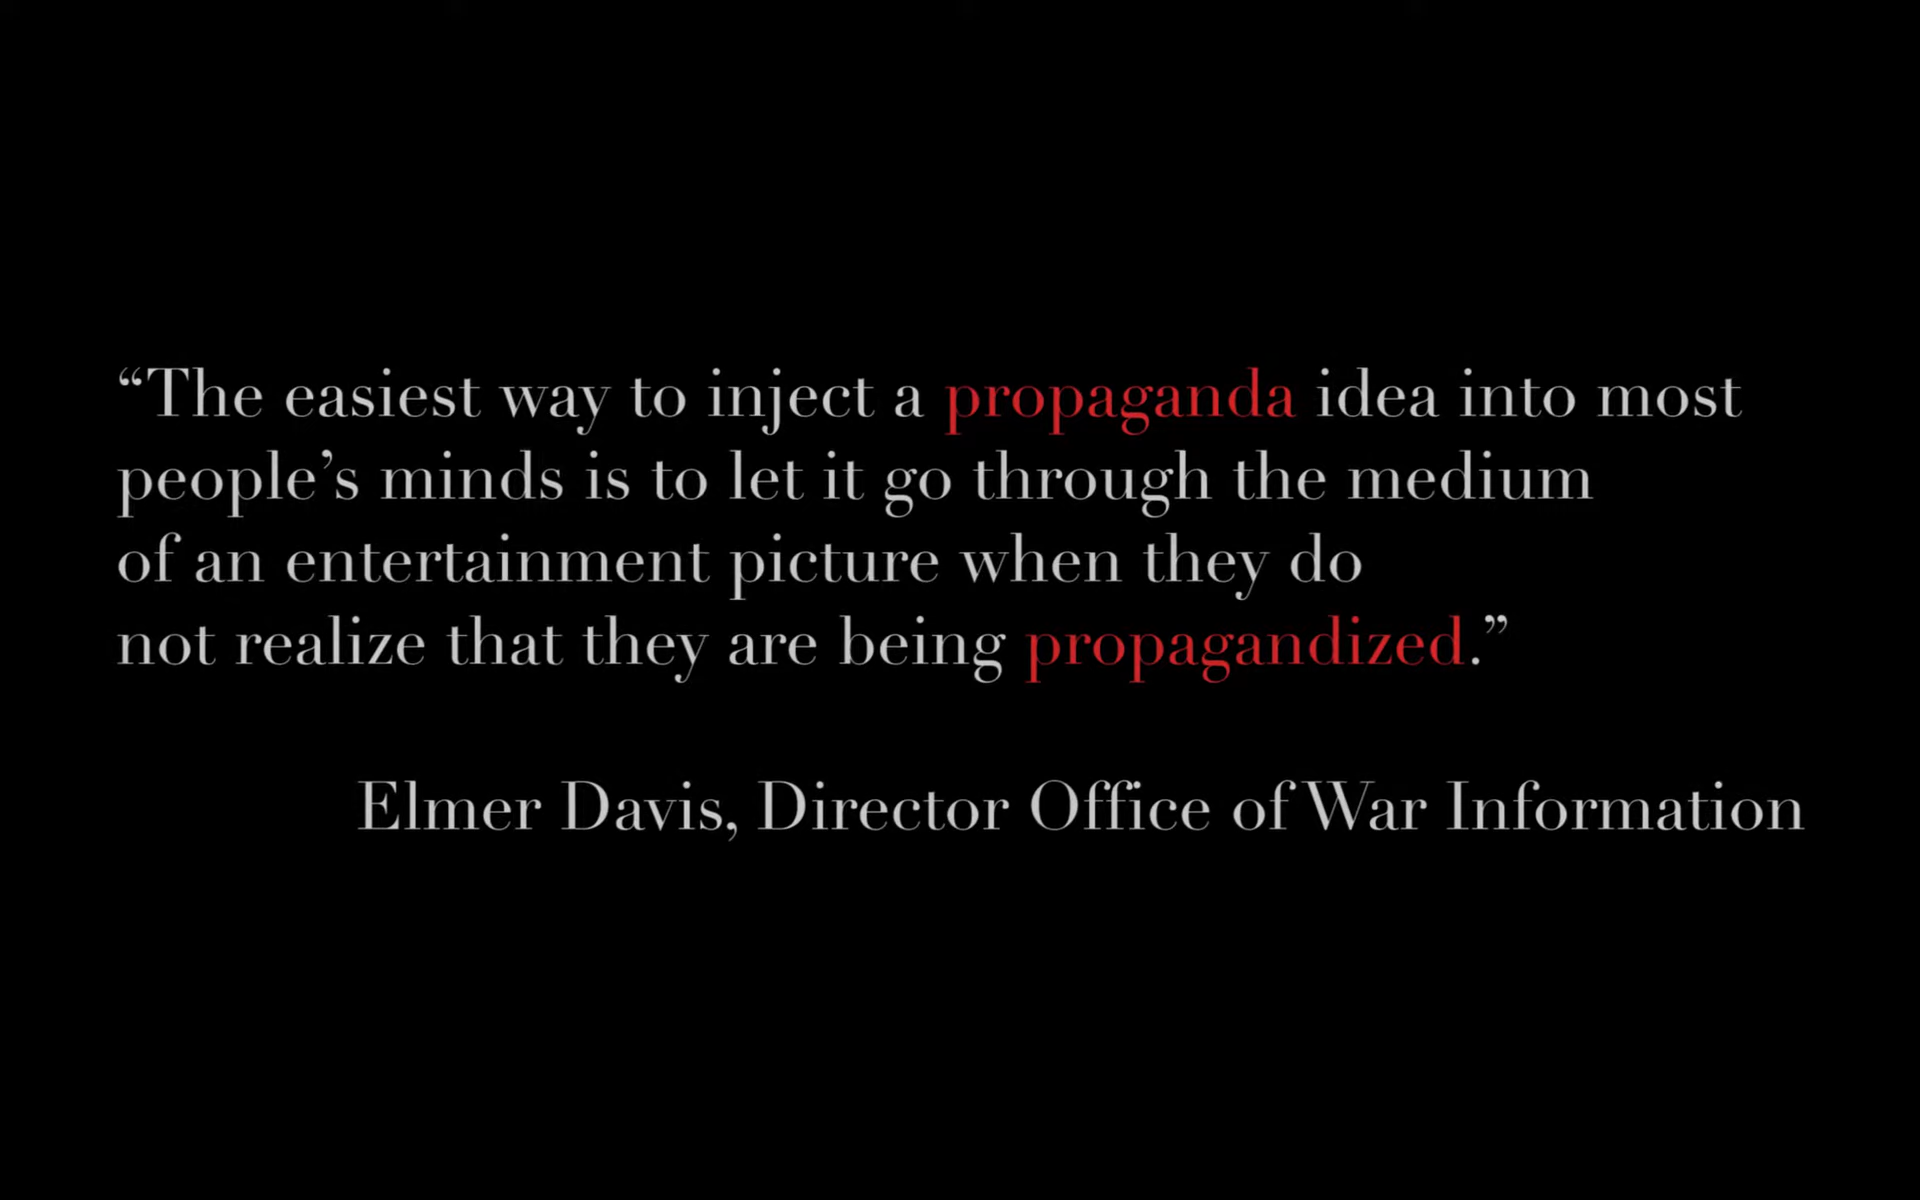 “The easiest way to inject a propaganda idea into most
people’s minds is to let it go through the medium
of an entertainment picture when they do
not realize that they are being propagandized.”
Elmer Davis, Director Office of War Information